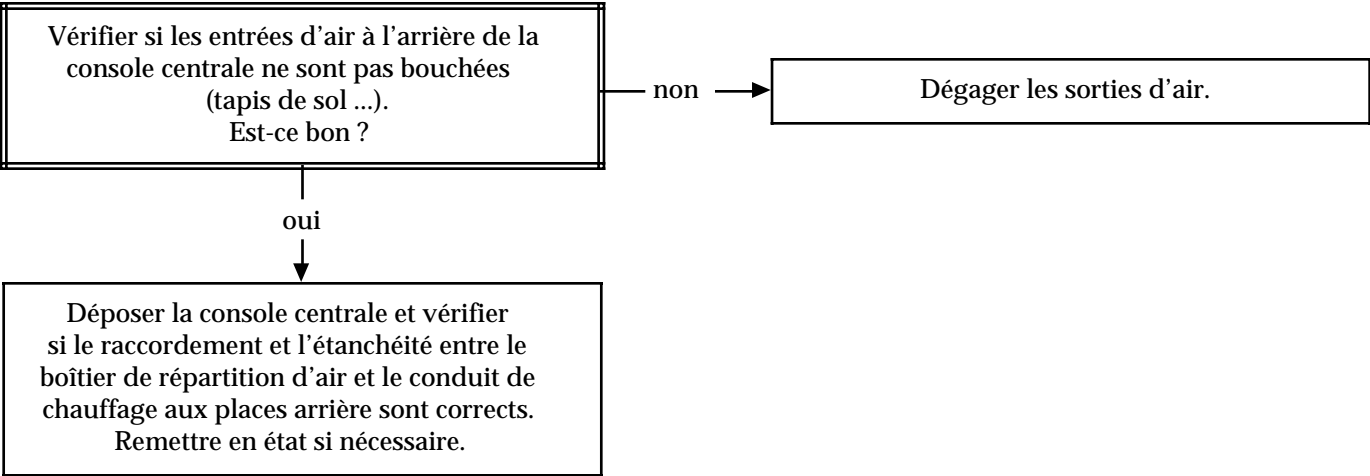 Vérifier si les entrées d’air à l’arrière de la
console centrale ne sont pas bouchées
(tapis de sol ...).
Est-ce bon ?
non
Dégager les sorties d’air.
oui
Déposer la console centrale et vérifier
si le raccordement et l’étanchéité entre le
boîtier de répartition d’air et le conduit de
chauffage aux places arrière sont corrects.
Remettre en état si nécessaire.